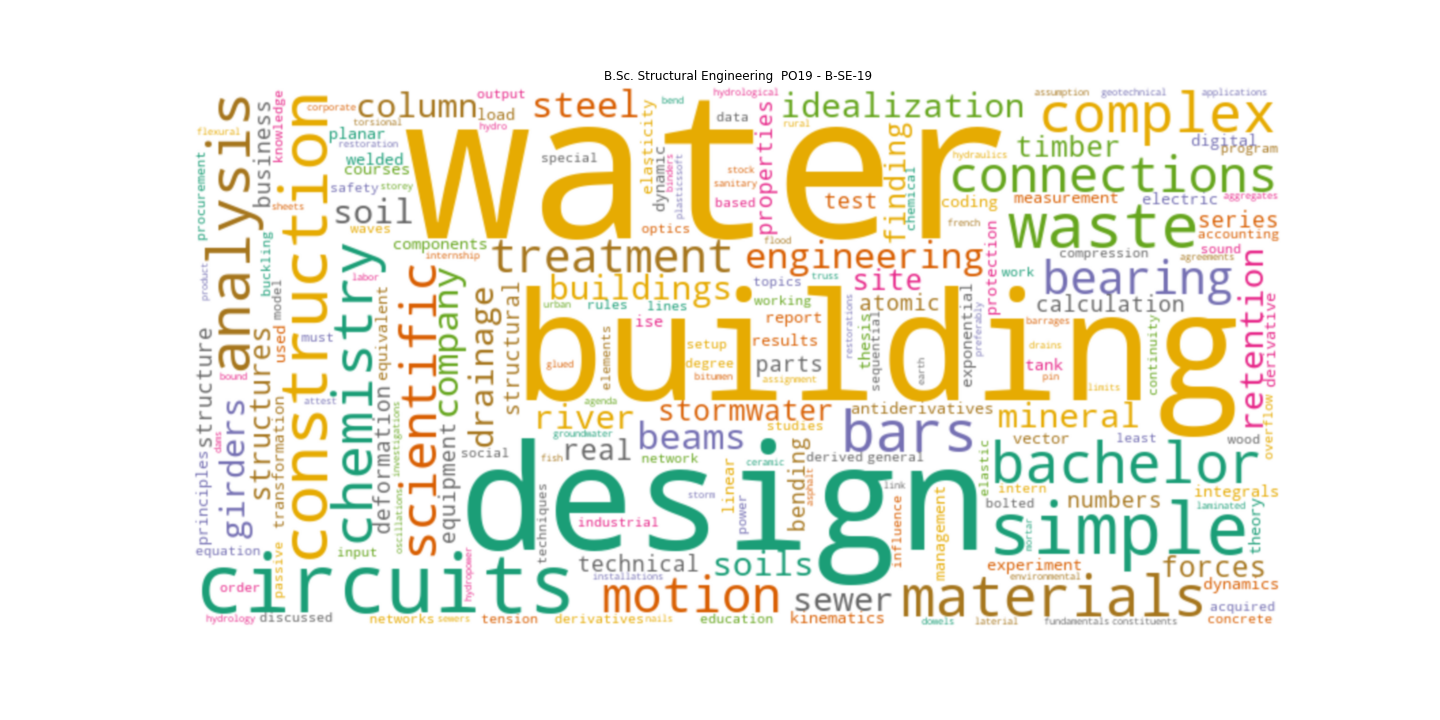 B.Sc. Structural Engineering  PO19 - B-SE-19
water
building
design
circuits
construction
analysis
complex
connections
waste
bearing
bachelor
simple
materials
motion
bars
scientific
chemistry
treatment
engineering
steel
idealization
column
load
output
hydro
hydrological
bend
data
rural
assumption
geotechnical
applications
digital
program
timber
corporate
torsional
planar
restoration
welded
courses
safety
storey
soil
waves
components
internship
knowledge
business
flexural
procurement
sheets
special
elasticity
dynamic
binders
plasticssoft
stock
sanitary
based
properties
optics
test
finding
chemical
hydraulics
coding
french
flood
measurement
electric
aggregates
series
accounting
sound
compression
agreements
work
protection
site
topics
truss
buildings
urban
rules
lines
working
ise
report
restorations
atomic
thesis
sequential
exponential
preferably
calculation
barrages
drains
tank
pin
limits
continuity
retention
derivative
overflow
product
buckling
model
labor
used
must
equivalent
company
drainage
structural
structure
structures
bound
attest
girders
transformation
deformation
investigations
oscillations
equipment
principles
dans
equation
passive
input
order
hydrology
discussed
hydropower
networks
sewers
tension
derivatives
nails
education
kinematics
glued
elements
setup
degree
bitumen
results
parts
assignment
earth
agenda
river
stormwater
studies
antiderivatives
mineral
groundwater
beams
real
social
fish
network
ceramic
bending
asphalt
derived
general
link
vector
least
wood
elastic
intern
bolted
numbers
integrals
laminated
theory
mortar
storm
power
linear
industrial
techniques
technical
installations
soils
influence
management
experiment
environmental
forces
dynamics
acquired
concrete
sewer
dowels
laterial
fundamentals
constituents